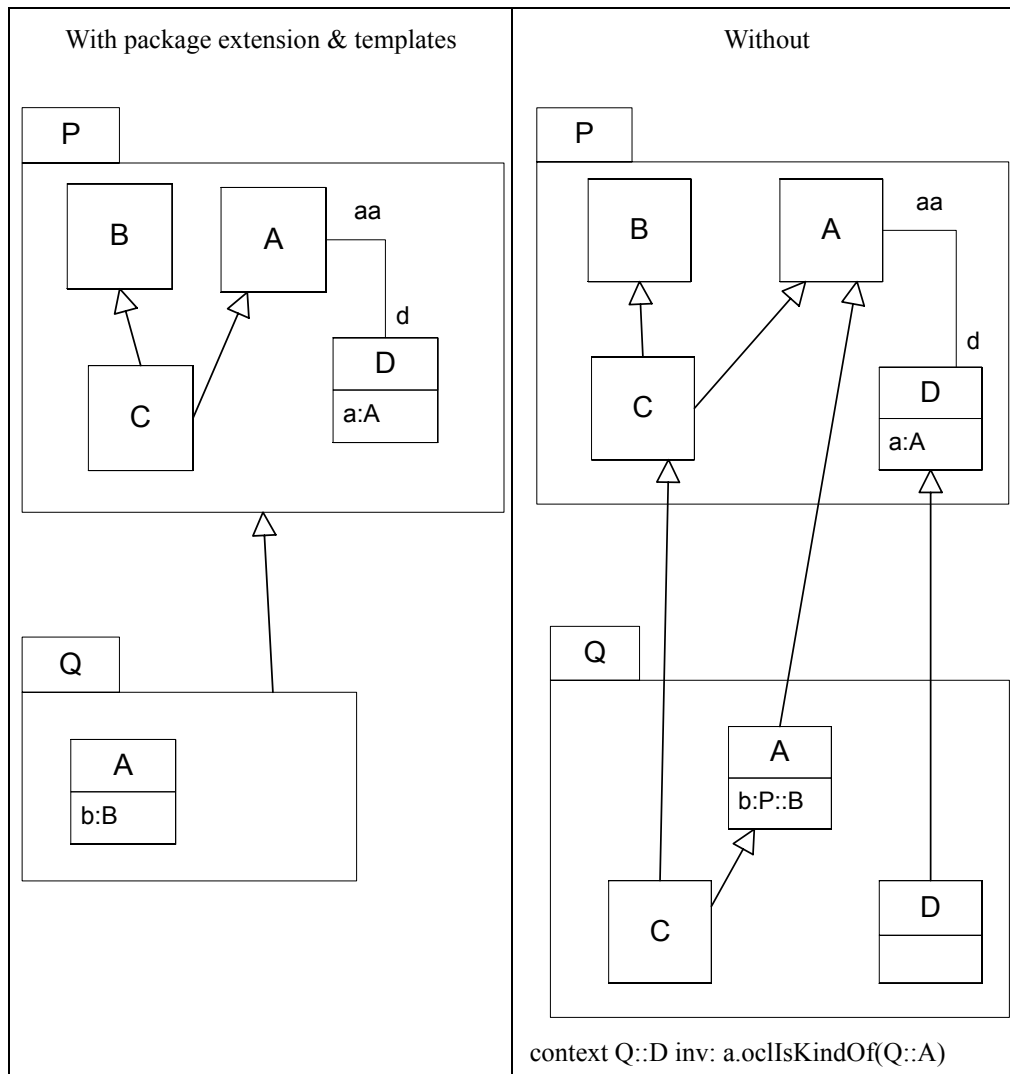 With package extension & templates
P
B
A
aa
d
C
D
a:A
Q
A
b:B
Without
P
B
A
aa
d
C
D
a:A
Q
A
b:P::B
C
D
context Q::D inv: a.oclIsKindOf(Q::A)